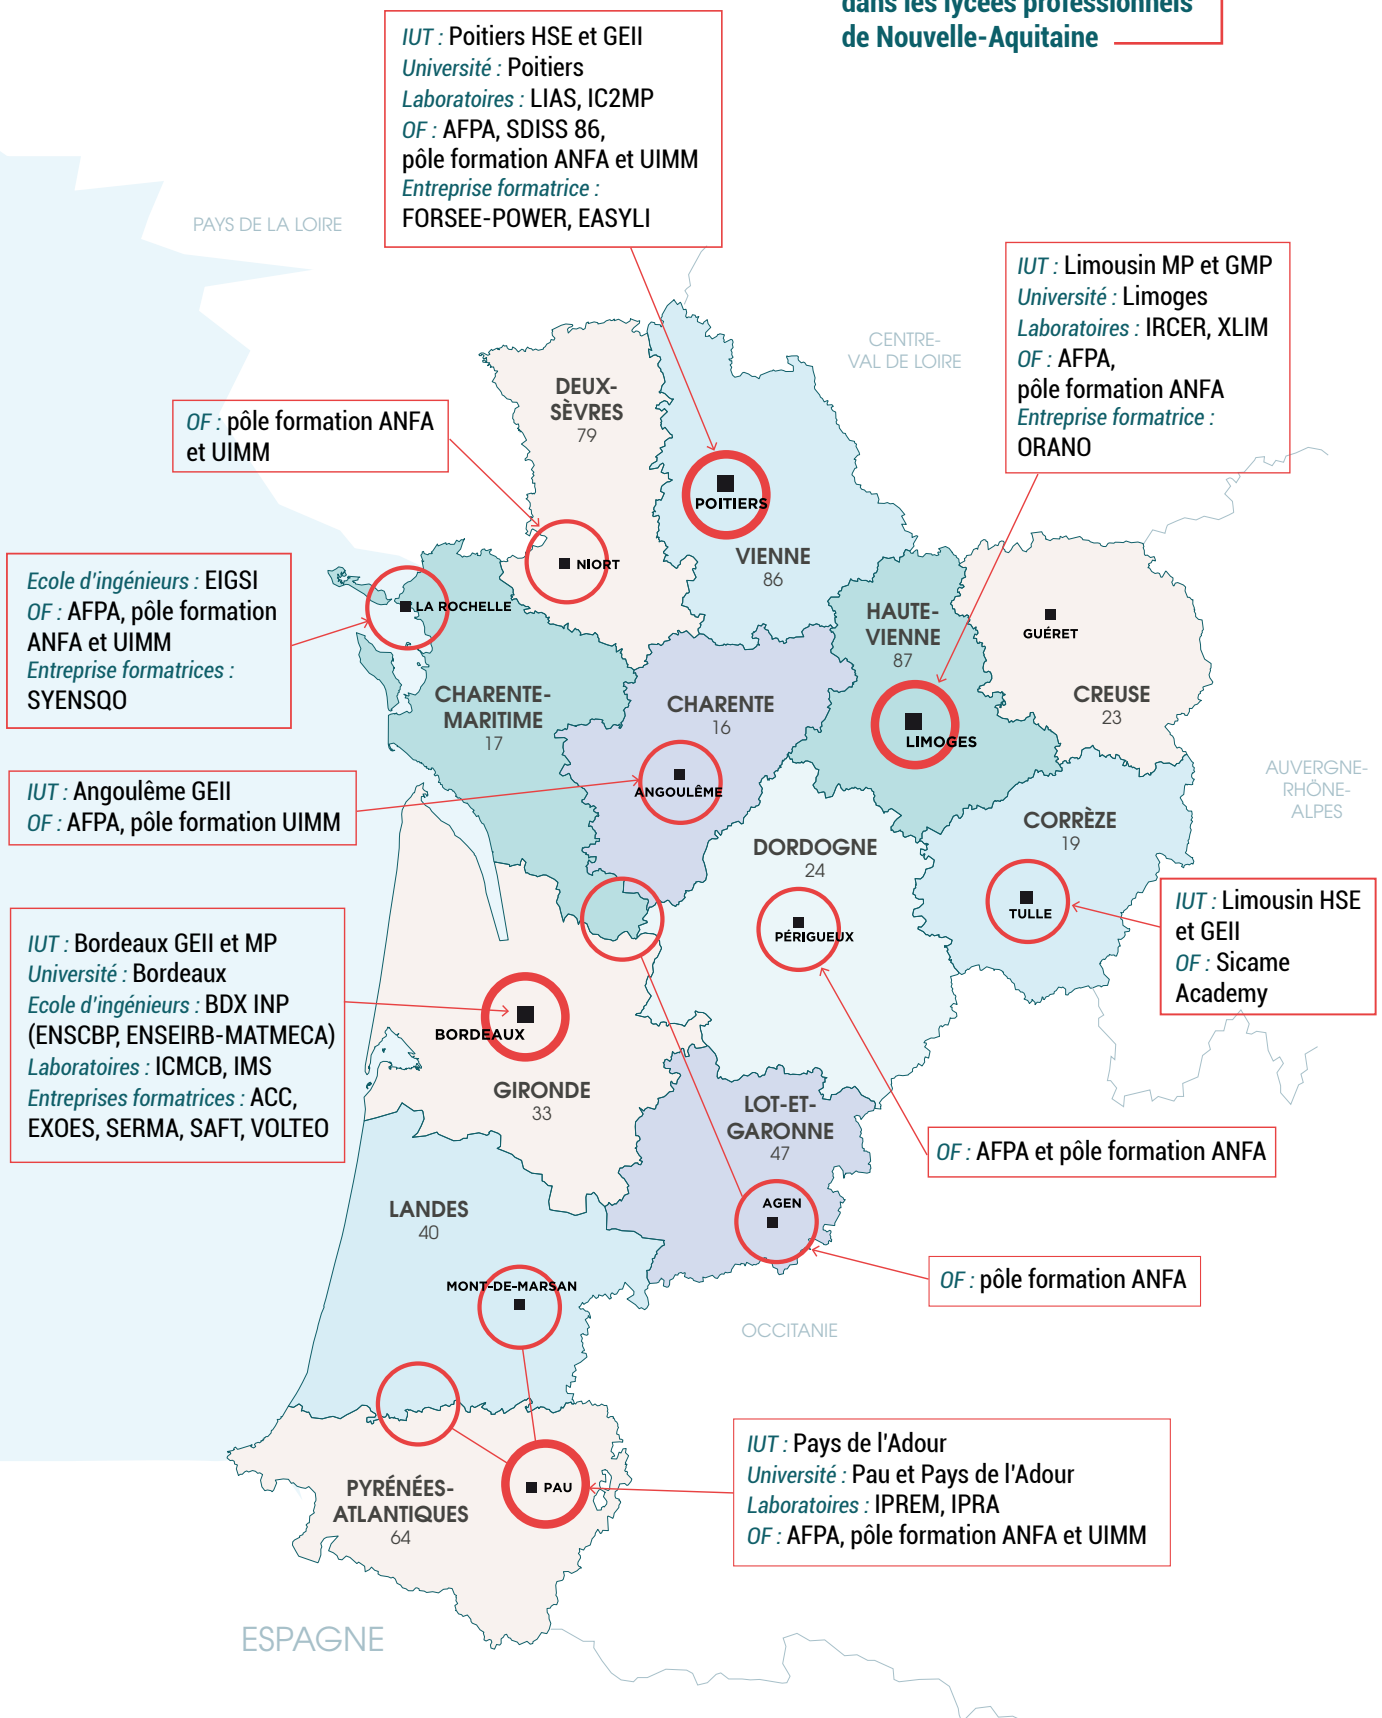 dans les lycées professionnels
de Nouvelle-Aquitaine
IUT : Poitiers HSE et GEII
Université : Poitiers
Laboratoires : LIAS, IC2MP
OF : AFPA, SDISS 86,
pôle formation ANFA et UIMM
Entreprise formatrice :
FORSEE-POWER, EASYLI
PAYS DE LA LOIRE
IUT : Limousin MP et GMP
Université : Limoges
Laboratoires : IRCER, XLIM
OF : AFPA,
pôle formation ANFA
Entreprise formatrice :
ORANO
CENTRE-
VAL DE LOIRE
DEUX-
SÈVRES
79
OF : pôle formation ANFA
et UIMM
POITIERS
VIENNE
86
NIORT
Ecole d'ingénieurs : EIGSI
OF : AFPA, pôle formation
ANFA et UIMM
Entreprise formatrices :
SYENSQO
LA ROCHELLE
HAUTE-
VIENNE
87
GUÉRET
CREUSE
23
CHARENTE-
MARITIME
17
CHARENTE
16
LIMOGES
ANGOULÊME
IUT : Angoulême GEII
OF : AFPA, pôle formation UIMM
AUVERGNE-
RHÔNE-
ALPES
CORRÈZE
19
DORDOGNE
24
TULLE
PÉRIGUEUX
IUT : Limousin HSE
et GEII
OF : Sicame
Academy
IUT : Bordeaux GEII et MP
Université : Bordeaux
Ecole d'ingénieurs : BDX INP
(ENSCBP, ENSEIRB-MATMECA)
Laboratoires : ICMCB, IMS
Entreprises formatrices : ACC,
EXOES, SERMA, SAFT, VOLTEO
BORDEAUX
GIRONDE
33
LOT-ET-
GARONNE
47
OF : AFPA et pôle formation ANFA
AGEN
LANDES
40
OF : pôle formation ANFA
MONT-DE-MARSAN
OCCITANIE
IUT : Pays de l'Adour
Université : Pau et Pays de l'Adour
Laboratoires : IPREM, IPRA
OF : AFPA, pôle formation ANFA et UIMM
PAU
PYRÉNÉES-
ATLANTIQUES
64
ESPAGNE